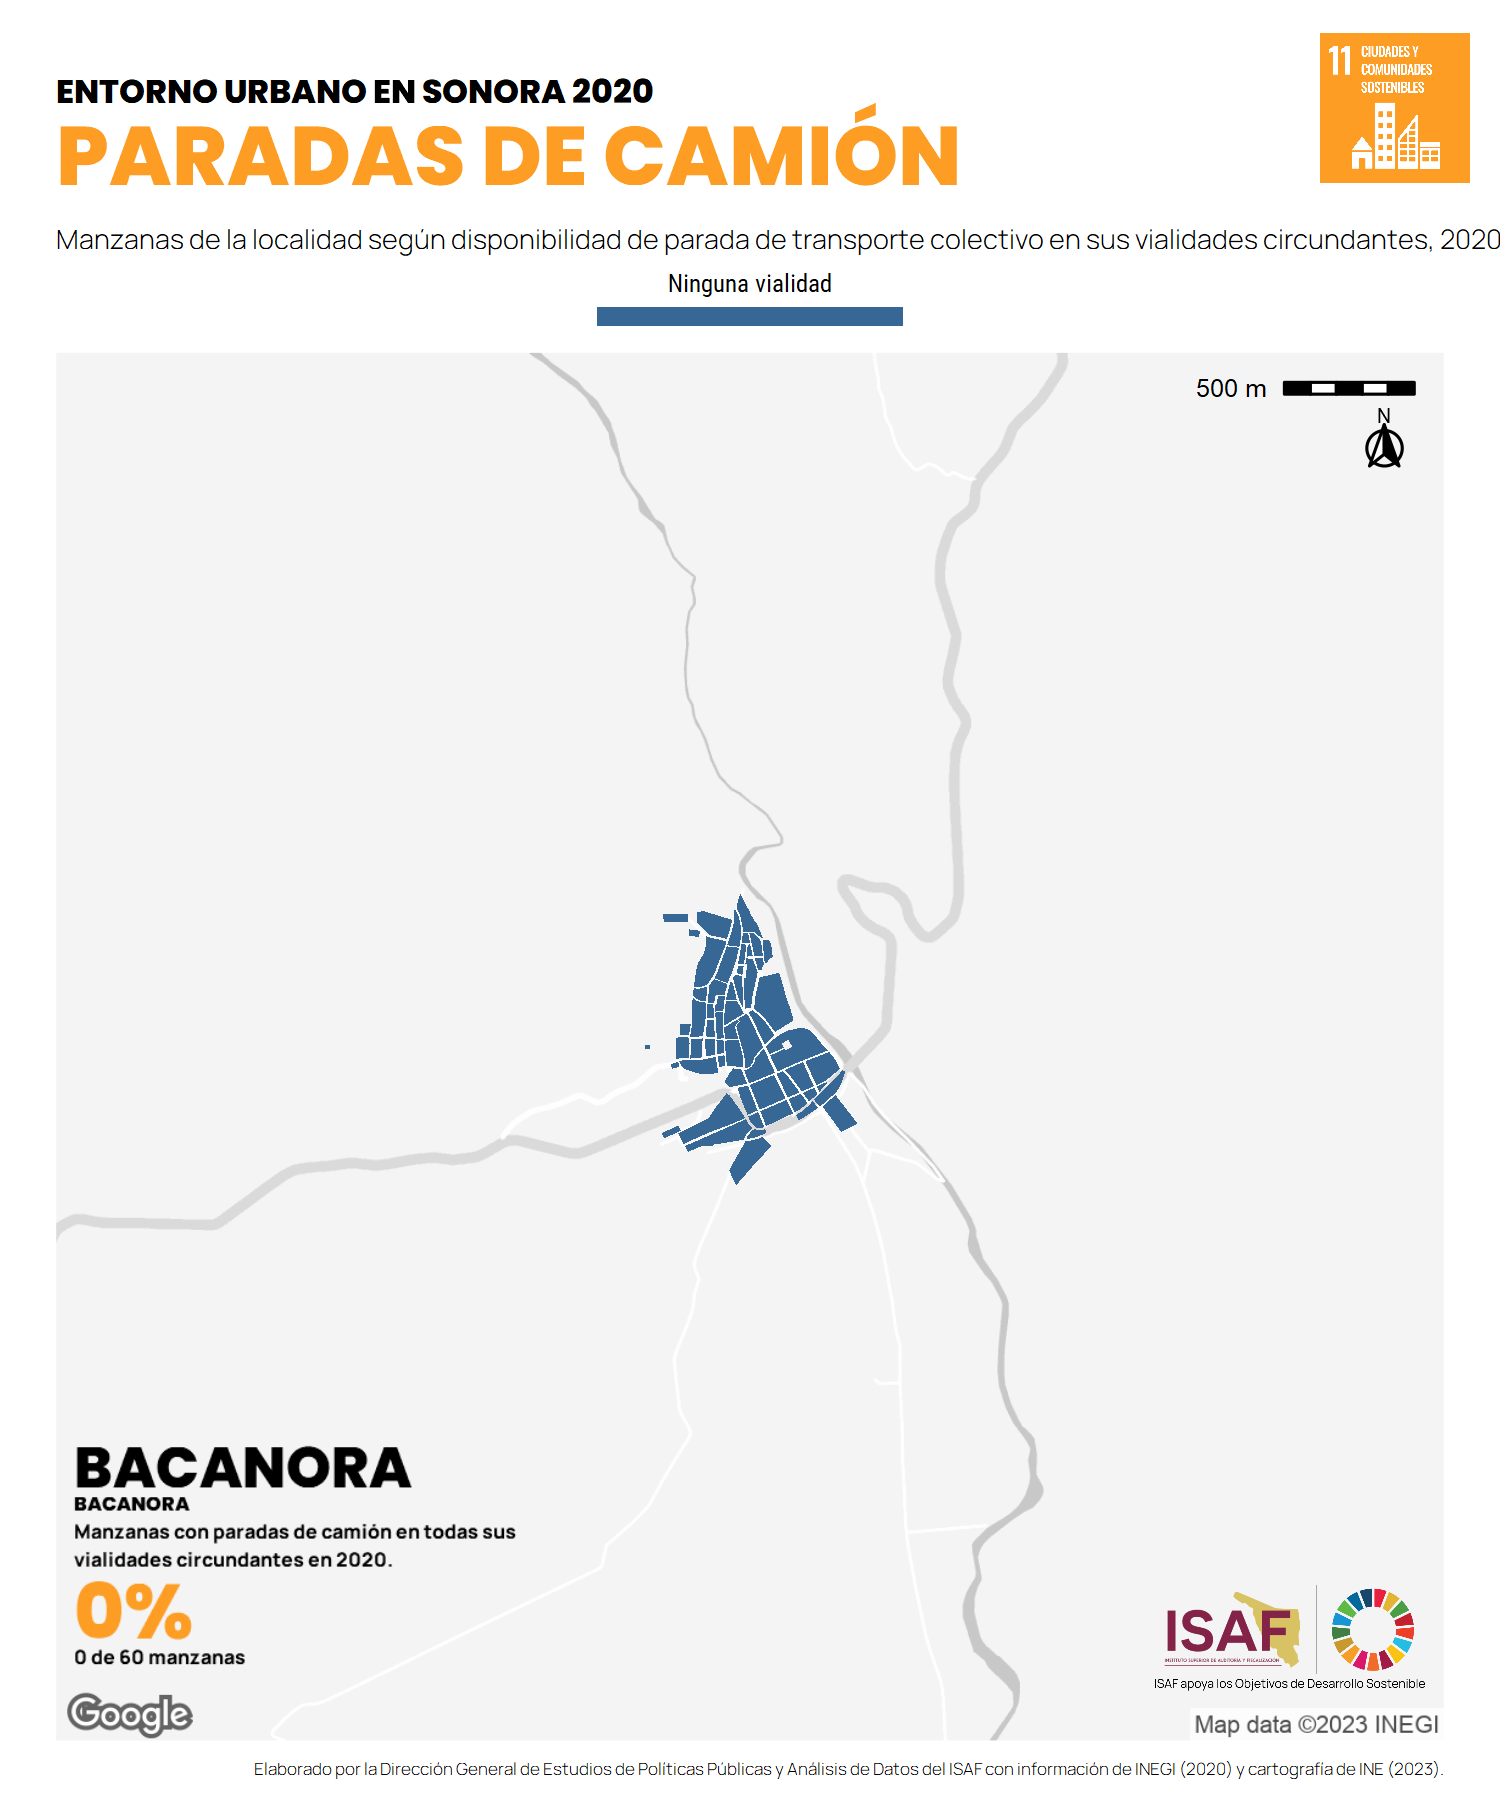 ENTORNO URBANO EN SONORA 2020
PARADAS DE CAMIÓN
11 CIUDADES Y
COMUNIDADES
SOSTENIBLES
Manzanas de la localidad según disponibilidad de parada de transporte colectivo en sus vialidades circundantes, 2020
Ninguna vialidad
500 m
N
BACANORA
BACANORA
Manzanas con paradas de camión en todas sus
vialidades circundantes en 2020.
0%
0 de 60 manzanas
Google
ISAF
INSTITUTO SUPERIOR DE AUDITORÍA Y FISCALIZACIÓN
ISAF apoya los Objetivos de Desarrollo Sostenible
Map data ©2023 INEGI
Elaborado por la Dirección General de Estudios de Políticas Públicas y Análisis de Datos del ISAF con información de INEGI (2020) y cartografía de INE (2023).